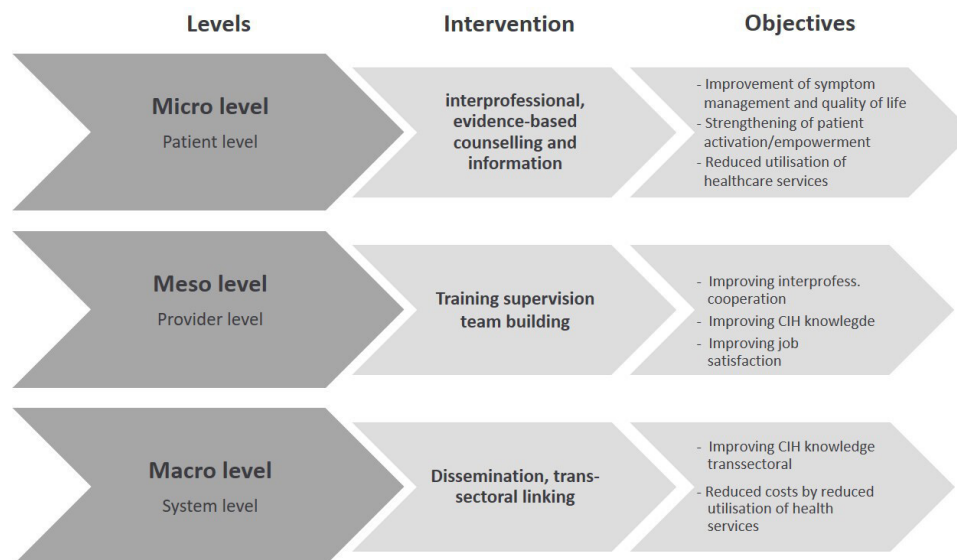 Levels
Intervention
Objectives
Micro level
Patient level
interprofessional,
evidence-based
counselling and
information
- Improvement of symptom
management and quality of life
- Strengthening of patient
activation/empowerment
- Reduced utilisation of
healthcare services
Meso level
Provider level
Training supervision
team building
- Improving interprofess.
cooperation
- Improving CIH knowlegde
- Improving job
satisfaction
Macro level
System level
Dissemination, trans-
sectoral linking
- Improving CIH knowledge
transsectoral
- Reduced costs by reduced
utilisation of health
services